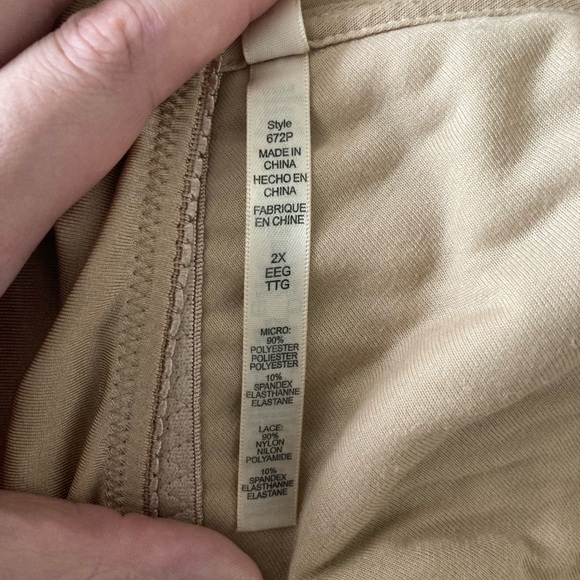 Style
672P
MADE IN
CHINA
HECHO EN
CHINA
FABRIQUE
EN CHINE
2X
EEG
TTG
MICRO:
90%
POLYESTER
POLIESTER
POLYESTER
10%
SPANDEX
ELASTHANNE
ELASTANE
LACE:
90%
NYLON
NILON
POLYAMIDE
10%
SPANDEX
ELASTHANNE
ELASTANE